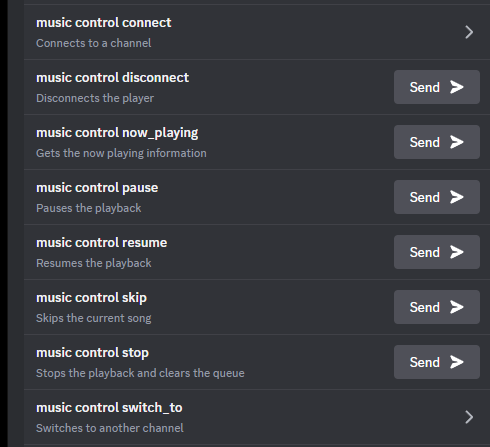 music control connect
Connects to a channel
music control disconnect
Disconnects the player
Send
music control now_playing
Gets the now playing information
Send
music control pause
Pauses the playback
Send
music control resume
Resumes the playback
Send
music control skip
Skips the current song
Send
music control stop
Stops the playback and clears the queue
Send
music control switch_to
Switches to another channel